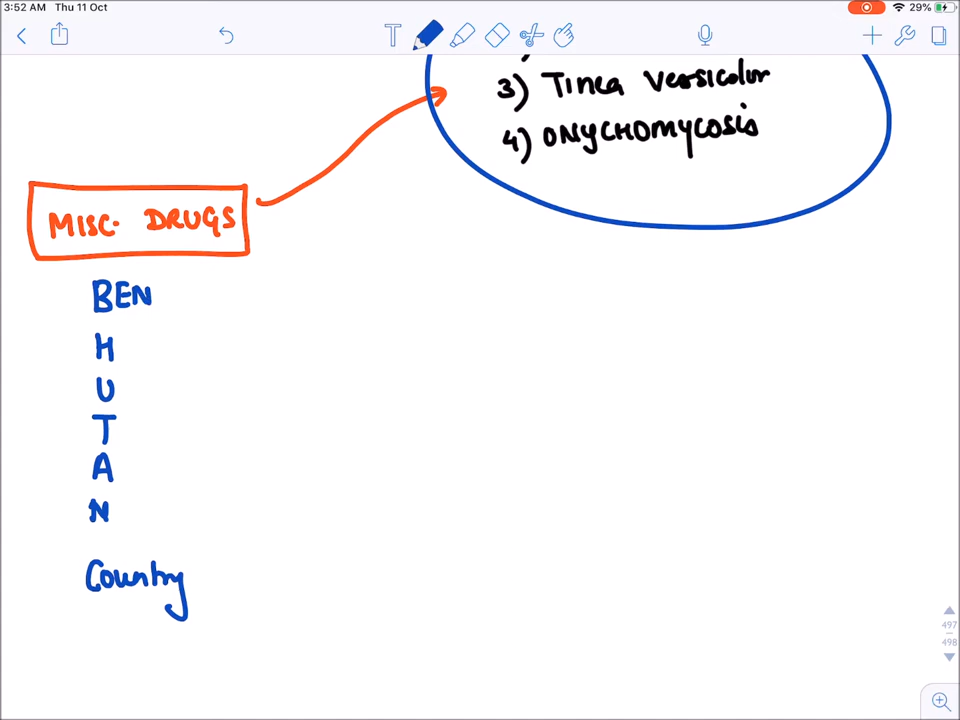 3:52 AM Thu 11 Oct
29%
T
3) Tinea versicolor
4) ONYCHOMYCOSIS
MISC. DRUGS
BEN
H
U
T
A
N
Country
497
498